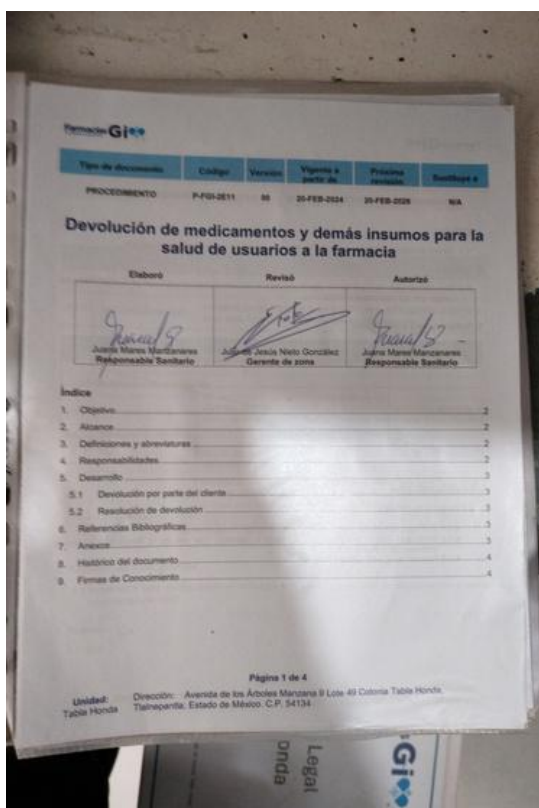 Farmacias Gi
Tipo de documento Código Versión Vigente a partir de Próxima revisión Sustituye a
PROCEDIMIENTO P-FGI-2E11 00 20-FEB-2024 20-FEB-2026 N/A
Devolución de medicamentos y demás insumos para la
salud de usuarios a la farmacia
Elaboró Revisó Autorizó
Juana Mares Manzanares Jesús Nieto González Juana Mares Manzanares
Responsable Sanitario Gerente de zona Responsable Sanitario
Índice
1. Objetivo 2
2. Alcance 2
3. Definiciones y abreviaturas 2
4. Responsabilidades 2
5. Desarrollo 3
5.1 Devolución por parte del cliente 3
5.2 Resolución de devolución 3
6. Referencias Bibliográficas 3
7. Anexos 3
8. Histórico del documento 4
9. Firmas de Conocimiento 4
Página 1 de 4
Unidad: Dirección: Avenida de los Árboles Manzana 9 Lote 49 Colonia Tabla Honda,
Tabla Honda Tlalnepantla, Estado de México. C.P. 54134
Legal
onda
Gi